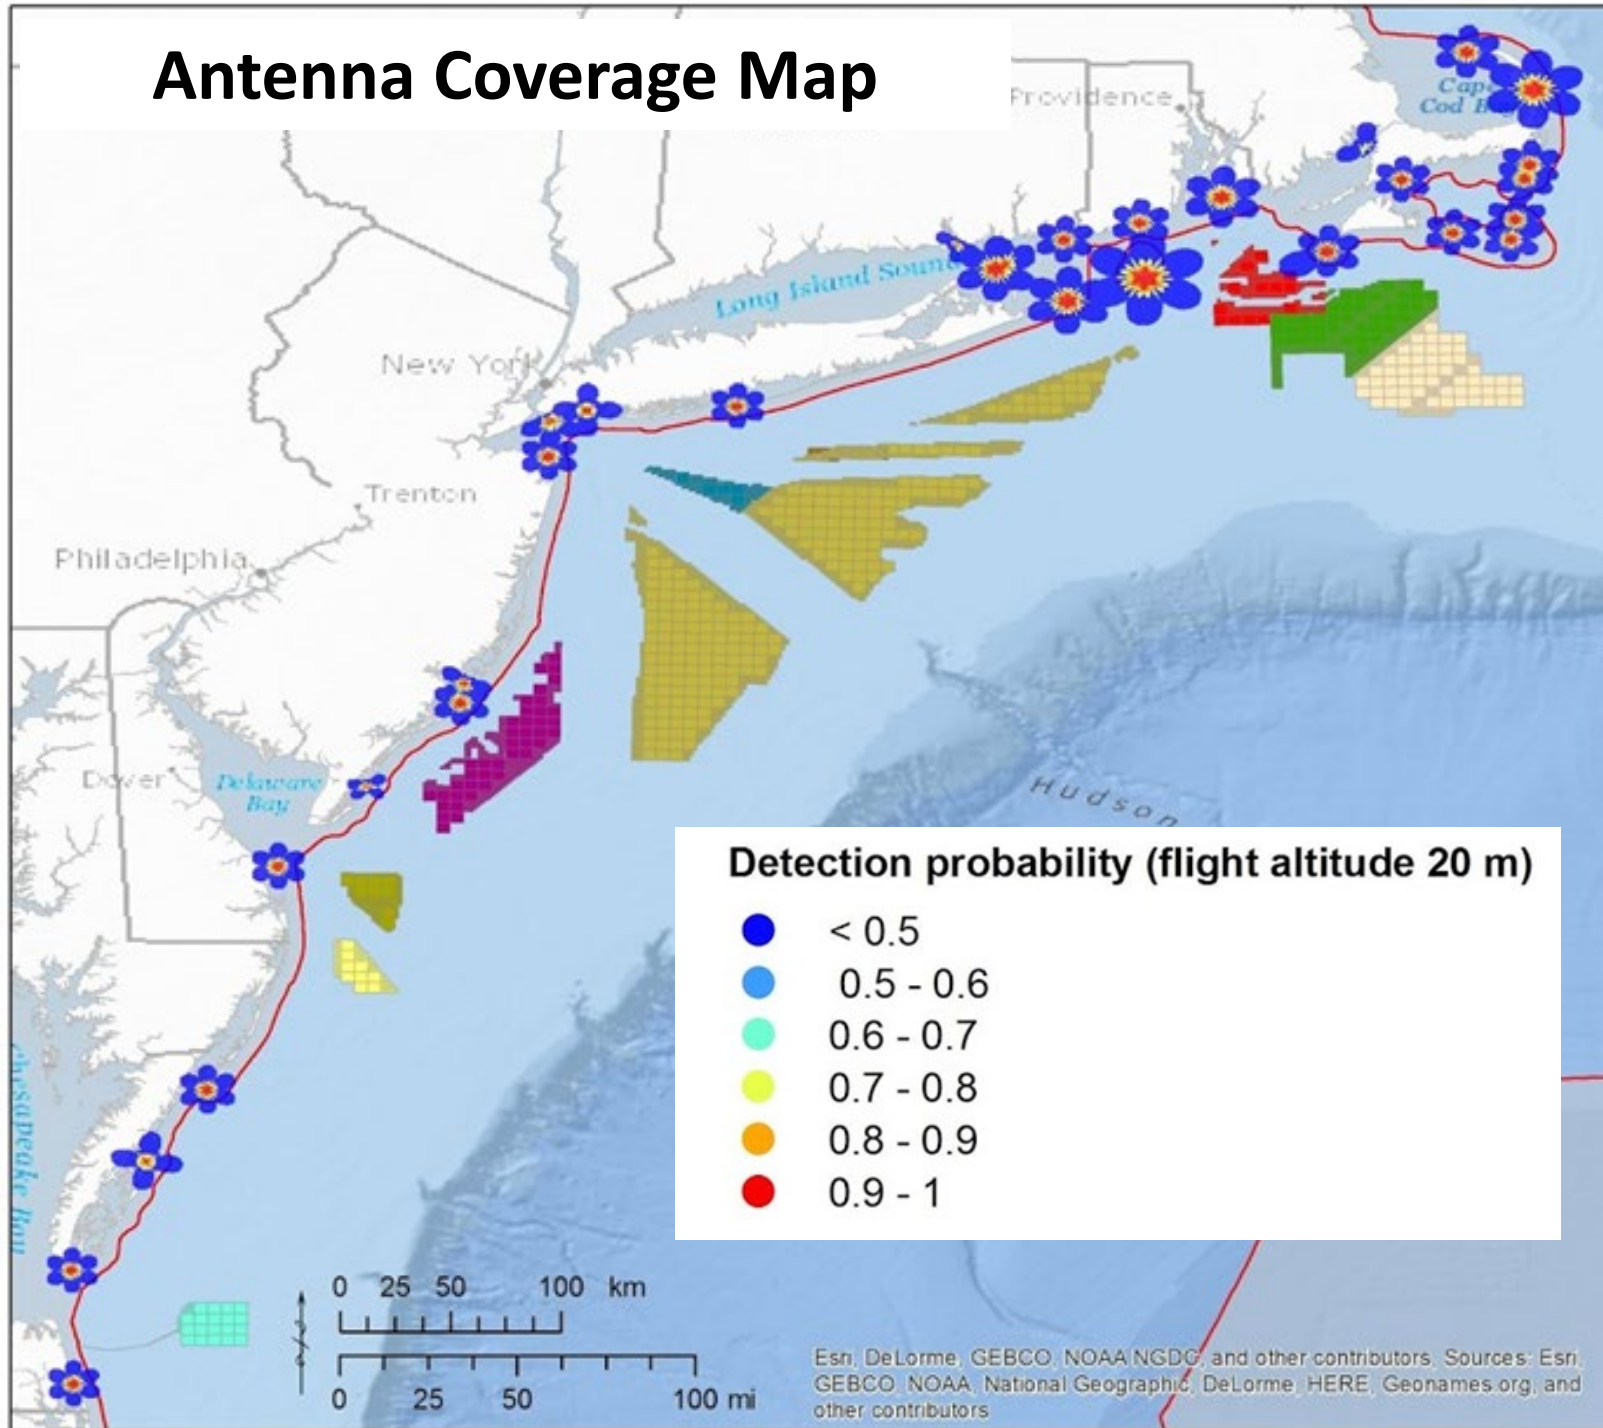 Antenna Coverage Map
Providence
Cape
Cod B
Long Island Sound
New York
Trenton
Philadelphia
Dover
Delaware
Bay
Hudson
Detection probability (flight altitude 20 m)
< 0.5
0.5 - 0.6
0.6 - 0.7
0.7 - 0.8
0.8 - 0.9
0.9 - 1
Chesapeake Bay
0 25 50 100 km
0 25 50 100 mi
Esri, DeLorme, GEBCO, NOAA NGDC, and other contributors, Sources: Esri,
GEBCO, NOAA, National Geographic, DeLorme, HERE, Geonames.org, and
other contributors